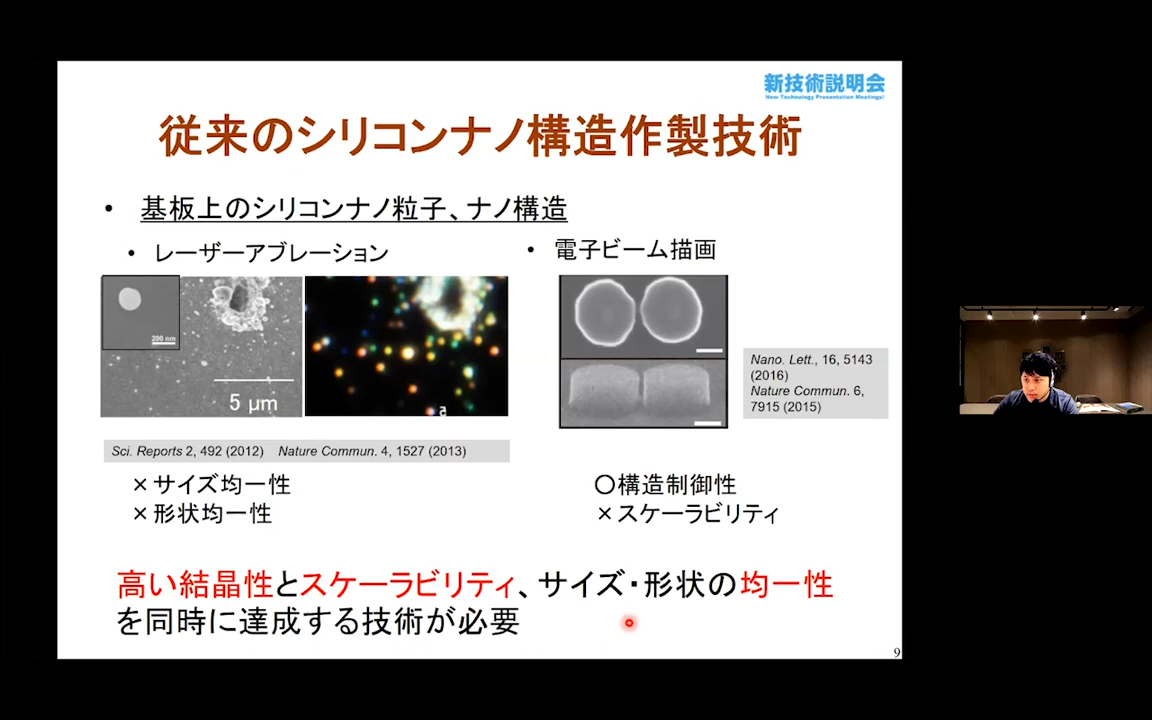 新技術説明会
New Technology Presentation Meetings!
従来のシリコンナノ構造作製技術
• 基板上のシリコンナノ粒子、ナノ構造
• レーザーアブレーション
200 nm
5 μm
a
Sci. Reports 2, 492 (2012) Nature Commun. 4, 1527 (2013)
×サイズ均一性
×形状均一性
• 電子ビーム描画
Nano. Lett., 16, 5143
(2016)
Nature Commun. 6,
7915 (2015)
〇構造制御性
×スケーラビリティ
高い結晶性とスケーラビリティ、サイズ・形状の均一性
を同時に達成する技術が必要
9